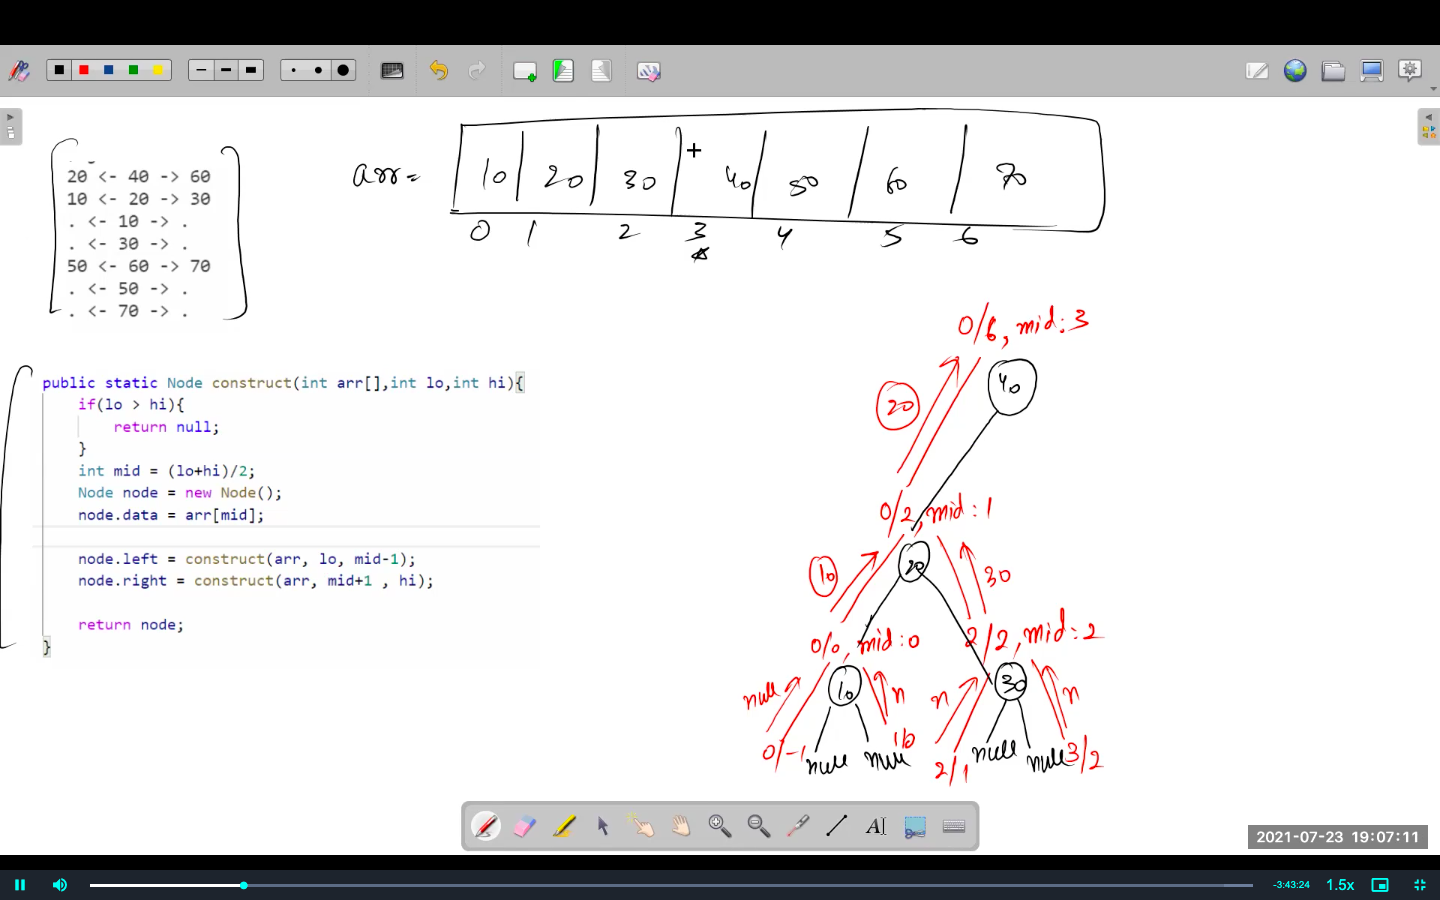 arr=
10 20 30 40 50 60 70
0 1 2 3 4 5 6
20 <- 40 -> 60
10 <- 20 -> 30
. <- 10 -> .
. <- 30 -> .
50 <- 60 -> 70
. <- 50 -> .
. <- 70 -> .
public static Node construct(int arr[],int lo,int hi){
if(lo > hi){
return null;
}
int mid = (lo+hi)/2;
Node node = new Node();
node.data = arr[mid];
node.left = construct(arr, lo, mid-1);
node.right = construct(arr, mid+1 , hi);
return node;
}
0/6, mid: 3
40
20
0/2, mid: 1
20
10
30
0/0, mid: 0
2/2, mid: 2
10
30
null
n
n
n
0/-1
null
null
1/0
2/1
null
null
3/2
AI
2021-07-23 19:07:11
-3:43:24
1.5x